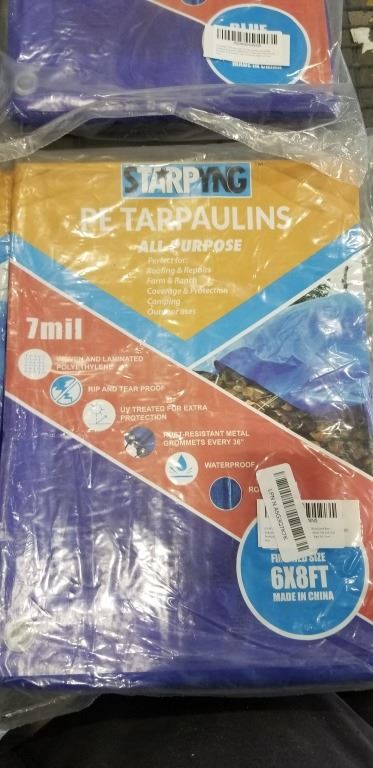 BLUE
MADE IN CHINA
STARPYNG
PE TARPAULINS
ALL PURPOSE
Perfect for:
Roofing & Repairs
Farm & Ranch
Coverage & Protection
Camping
Outdoor uses
7mil
WOVEN AND LAMINATED
POLYETHYLENE
RIP AND TEAR PROOF
UV TREATED FOR EXTRA
PROTECTION
RUST-RESISTANT METAL
GROMMETS EVERY 36"
WATERPROOF
FINISHED SIZE
6X8FT
MADE IN CHINA